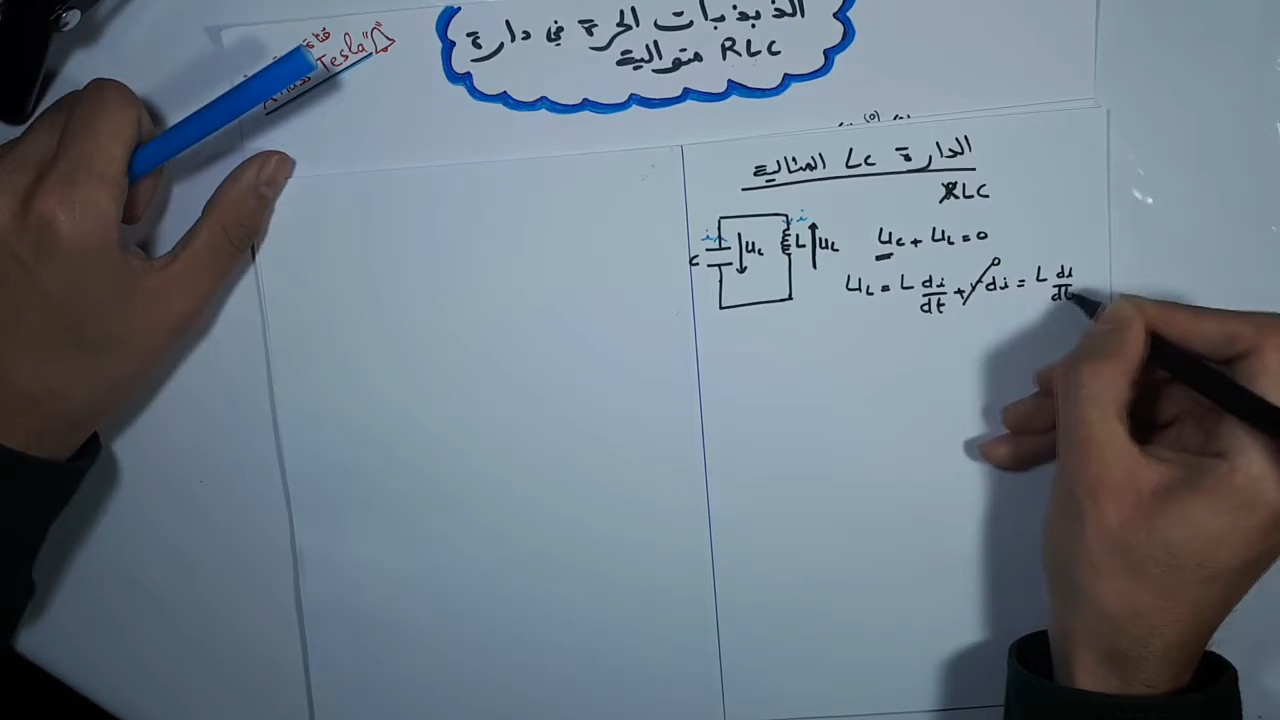 الذبذبات الحرة في دارة
RLC متوالية
Tesla"
الدارة LC المثالية
RLC
C
i
uc
i
L
uL
uc + uL = 0
uL = L di/dt + r di = L di/dt